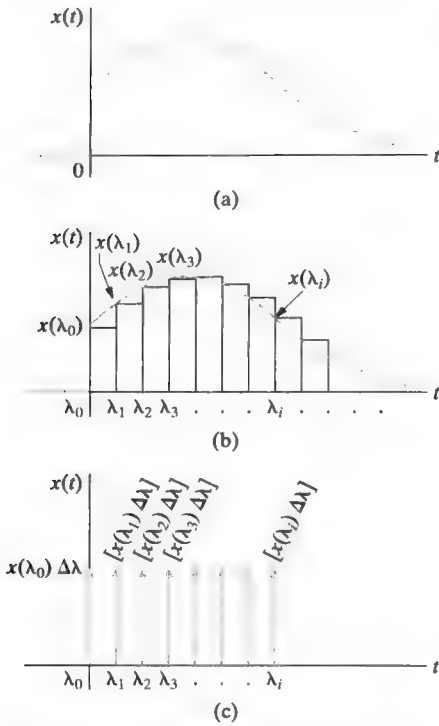 x(t)
t
0
(a)
x(t)
x(λ₁)
x(λ₂)
x(λ₃)
x(λᵢ)
x(λ₀)
t
λ₀ λ₁ λ₂ λ₃ . . . λᵢ . . . .
(b)
x(t)
[x(λ₁) Δλ]
[x(λ₂) Δλ]
[x(λ₃) Δλ]
[x(λᵢ) Δλ]
x(λ₀) Δλ
t
λ₀ λ₁ λ₂ λ₃ . . . λᵢ
(c)